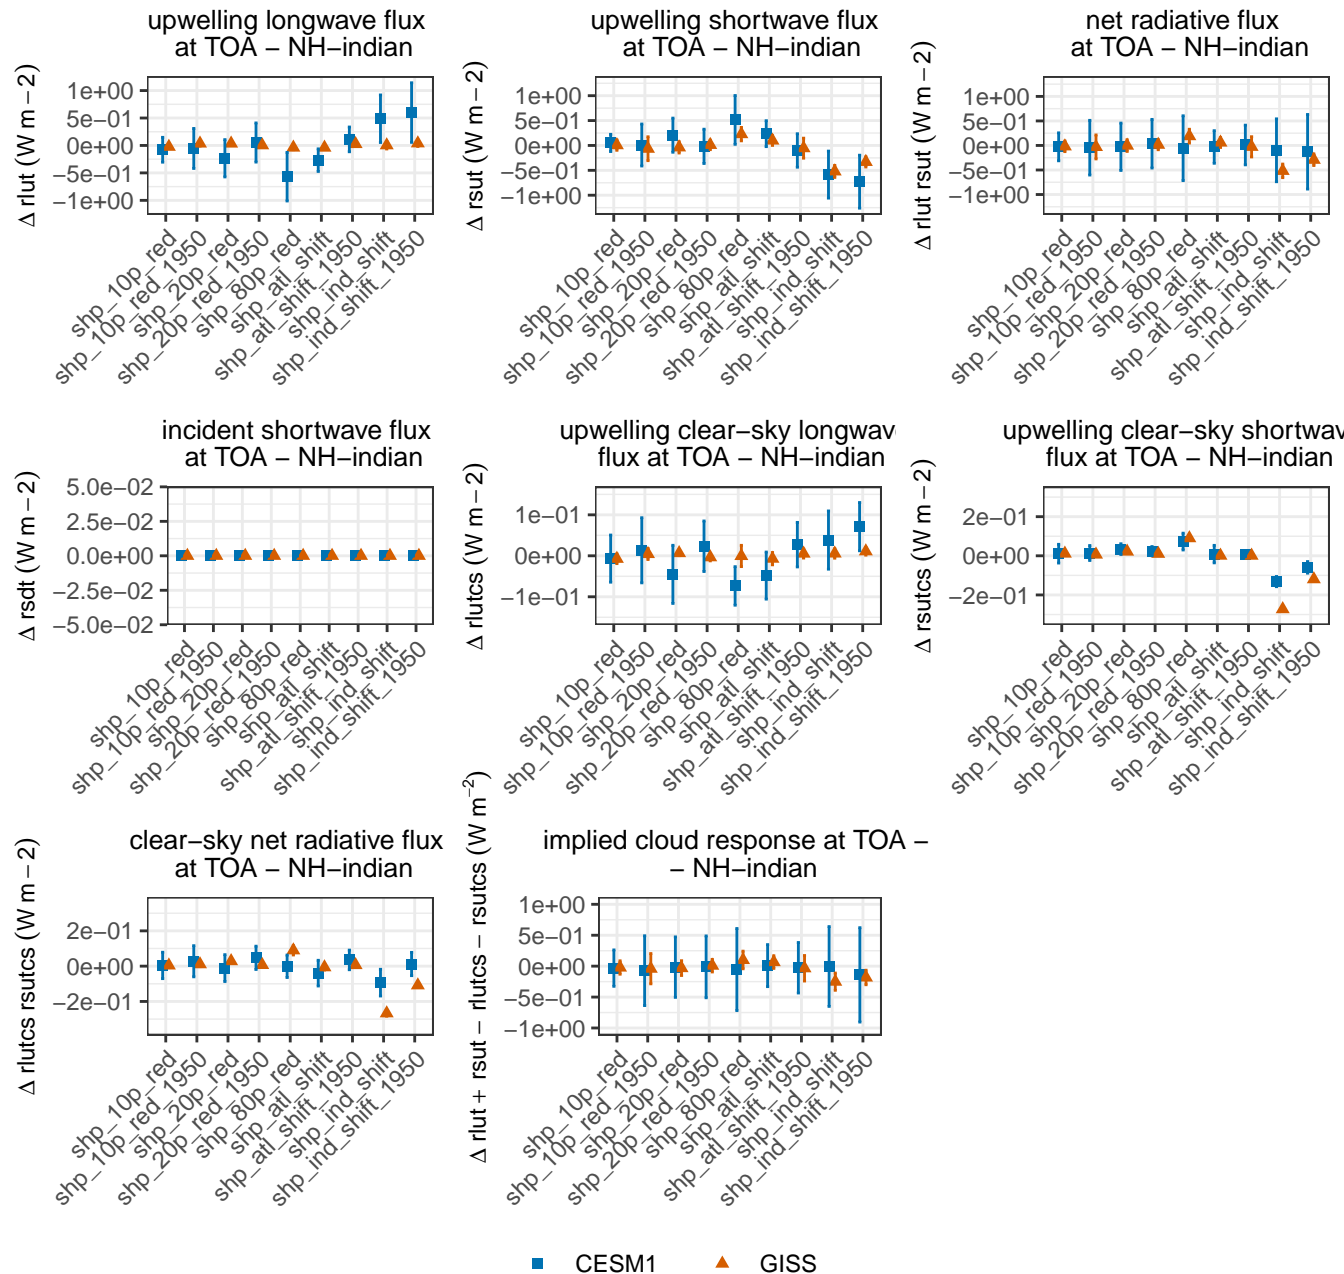 upwelling longwave flux
at TOA − NH−indian
Δ rlut (W m − 2)
1e+00
5e−01
0e+00
−5e−01
−1e+00
shp_10p_red
shp_10p_red_1950
shp_20p_red
shp_20p_red_1950
shp_80p_red
shp_atl_shift
shp_atl_shift_1950
shp_ind_shift
shp_ind_shift_1950
upwelling shortwave flux
at TOA − NH−indian
Δ rsut (W m − 2)
1e+00
5e−01
0e+00
−5e−01
−1e+00
shp_10p_red
shp_10p_red_1950
shp_20p_red
shp_20p_red_1950
shp_80p_red
shp_atl_shift
shp_atl_shift_1950
shp_ind_shift
shp_ind_shift_1950
net radiative flux
at TOA − NH−indian
Δ rlut rsut (W m − 2)
1e+00
5e−01
0e+00
−5e−01
−1e+00
shp_10p_red
shp_10p_red_1950
shp_20p_red
shp_20p_red_1950
shp_80p_red
shp_atl_shift
shp_atl_shift_1950
shp_ind_shift
shp_ind_shift_1950
incident shortwave flux
at TOA − NH−indian
Δ rsdt (W m − 2)
5.0e−02
2.5e−02
0.0e+00
−2.5e−02
−5.0e−02
shp_10p_red
shp_10p_red_1950
shp_20p_red
shp_20p_red_1950
shp_80p_red
shp_atl_shift
shp_atl_shift_1950
shp_ind_shift
shp_ind_shift_1950
upwelling clear−sky longwav
flux at TOA − NH−indian
Δ rlutcs (W m − 2)
1e−01
0e+00
−1e−01
shp_10p_red
shp_10p_red_1950
shp_20p_red
shp_20p_red_1950
shp_80p_red
shp_atl_shift
shp_atl_shift_1950
shp_ind_shift
shp_ind_shift_1950
upwelling clear−sky shortwav
flux at TOA − NH−indian
Δ rsutcs (W m − 2)
2e−01
0e+00
−2e−01
shp_10p_red
shp_10p_red_1950
shp_20p_red
shp_20p_red_1950
shp_80p_red
shp_atl_shift
shp_atl_shift_1950
shp_ind_shift
shp_ind_shift_1950
clear−sky net radiative flux
at TOA − NH−indian
Δ rlutcs rsutcs (W m − 2)
2e−01
0e+00
−2e−01
shp_10p_red
shp_10p_red_1950
shp_20p_red
shp_20p_red_1950
shp_80p_red
shp_atl_shift
shp_atl_shift_1950
shp_ind_shift
shp_ind_shift_1950
implied cloud response at TOA −
− NH−indian
Δ rlut + rsut − rlutcs − rsutcs (W m⁻²)
1e+00
5e−01
0e+00
−5e−01
−1e+00
shp_10p_red
shp_10p_red_1950
shp_20p_red
shp_20p_red_1950
shp_80p_red
shp_atl_shift
shp_atl_shift_1950
shp_ind_shift
shp_ind_shift_1950
CESM1 GISS